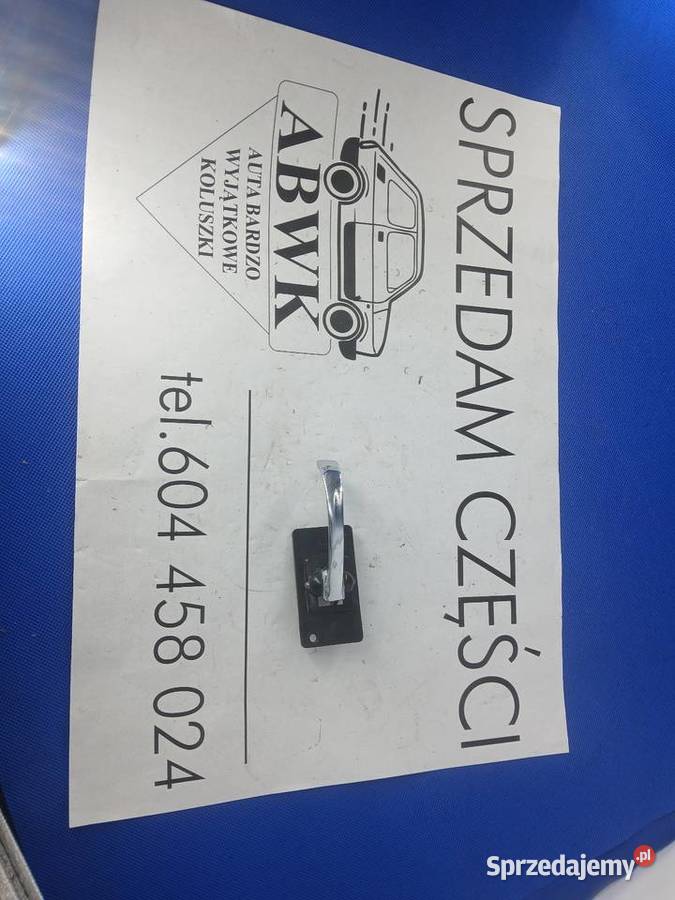 SPRZEDAM CZĘŚCI
ABWK
AUTA BARDZO
WYJĄTKOWE
KOLUSZKI
tel.604 458 024
Sprzedajemy.pl